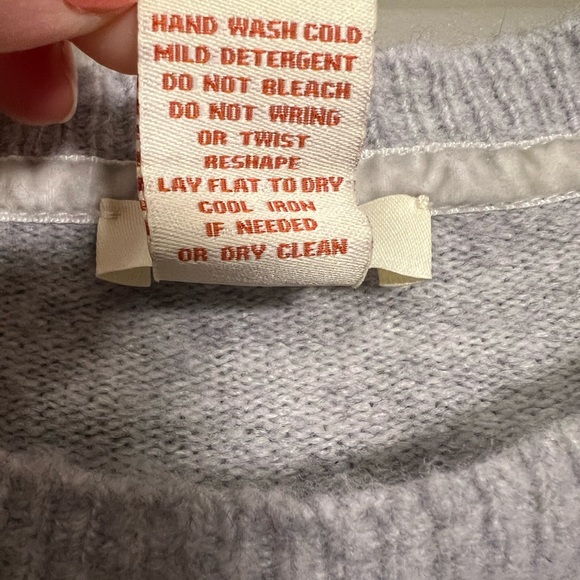 HAND WASH COLD
MILD DETERGENT
DO NOT BLEACH
DO NOT WRING
OR TWIST
RESHAPE
LAY FLAT TO DRY
COOL IRON
IF NEEDED
OR DRY CLEAN